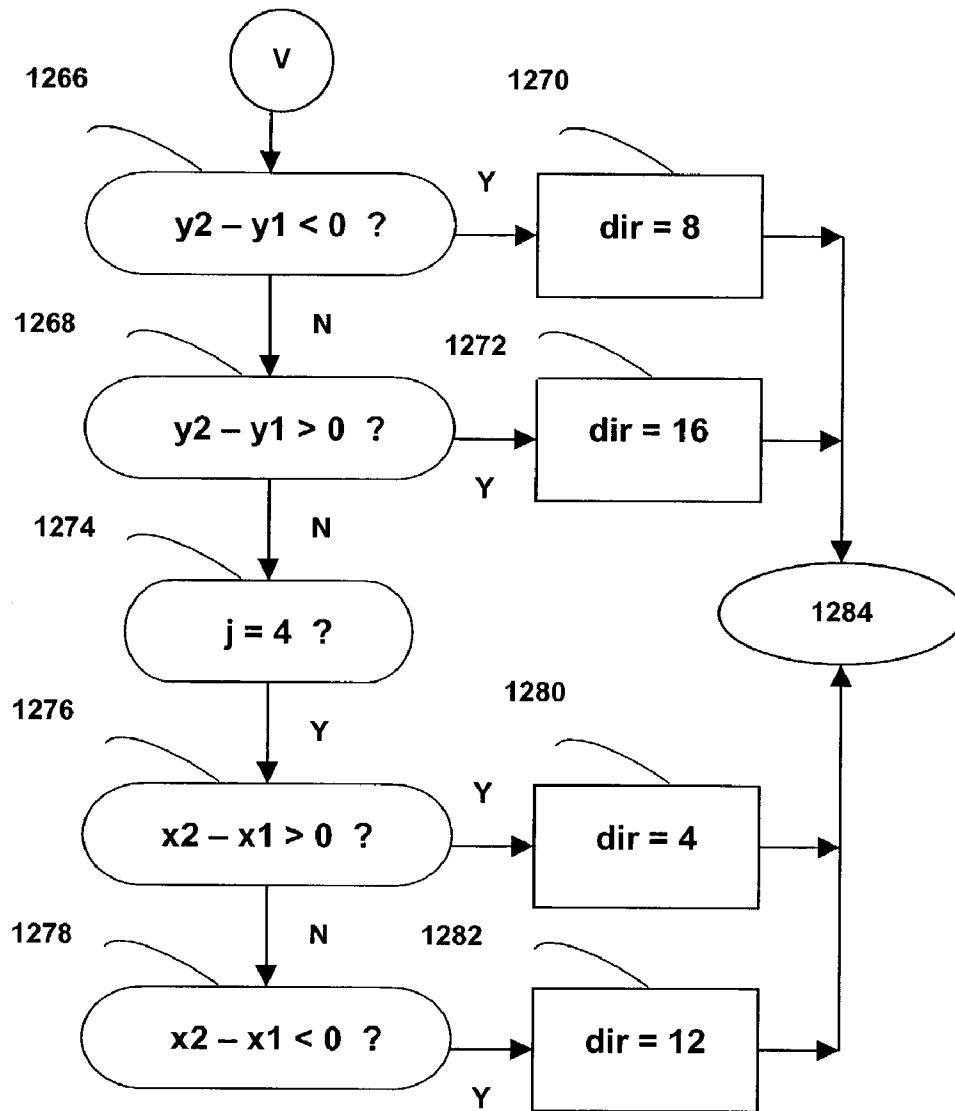 V
1266
1270
y2 – y1 < 0 ?
Y
dir = 8
1268
N
1272
y2 – y1 > 0 ?
Y
dir = 16
1274
N
j = 4 ?
1284
1276
Y
1280
x2 – x1 > 0 ?
Y
dir = 4
1278
N
1282
x2 – x1 < 0 ?
Y
dir = 12